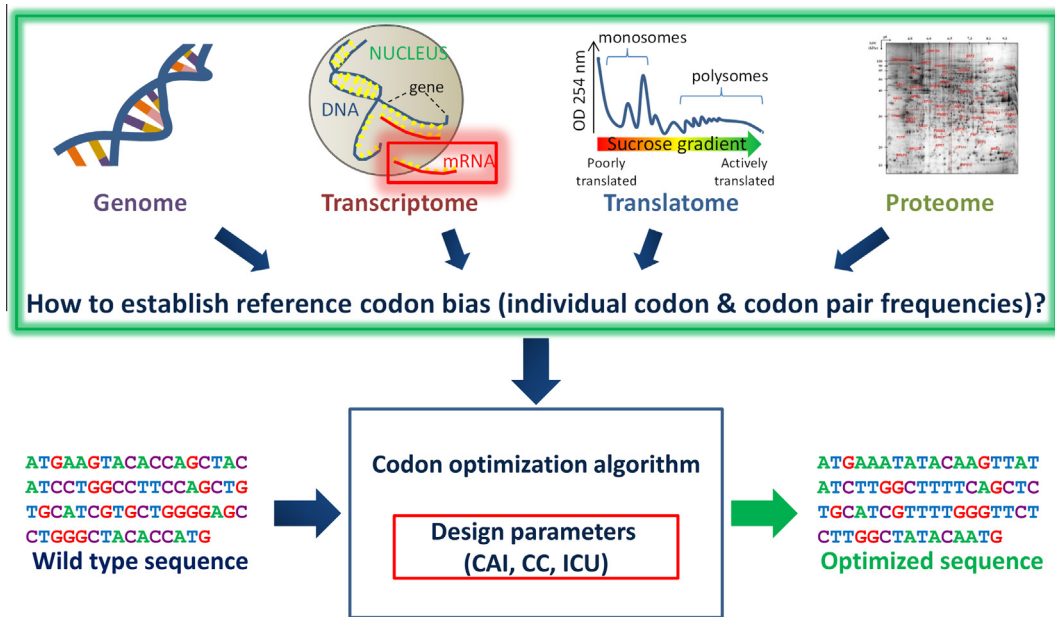 NUCLEUS
gene
DNA
mRNA
monosomes
polysomes
OD 254 nm
Sucrose gradient
Poorly
translated
Actively
translated
Genome
Transcriptome
Translatome
Proteome
How to establish reference codon bias (individual codon & codon pair frequencies)?
ATGAAGTACACCAGCTAC
ATCCTGGCCTTCCAGCTG
TGCATCGTGCTGGGGAGC
CTGGGCTACACCATG
Wild type sequence
Codon optimization algorithm
Design parameters
(CAI, CC, ICU)
ATGAAATATACAAGTTAT
ATCTTGGCTTTTCAGCTC
TGCATCGTTTTGGGTTCT
CTTGGCTATACAATG
Optimized sequence